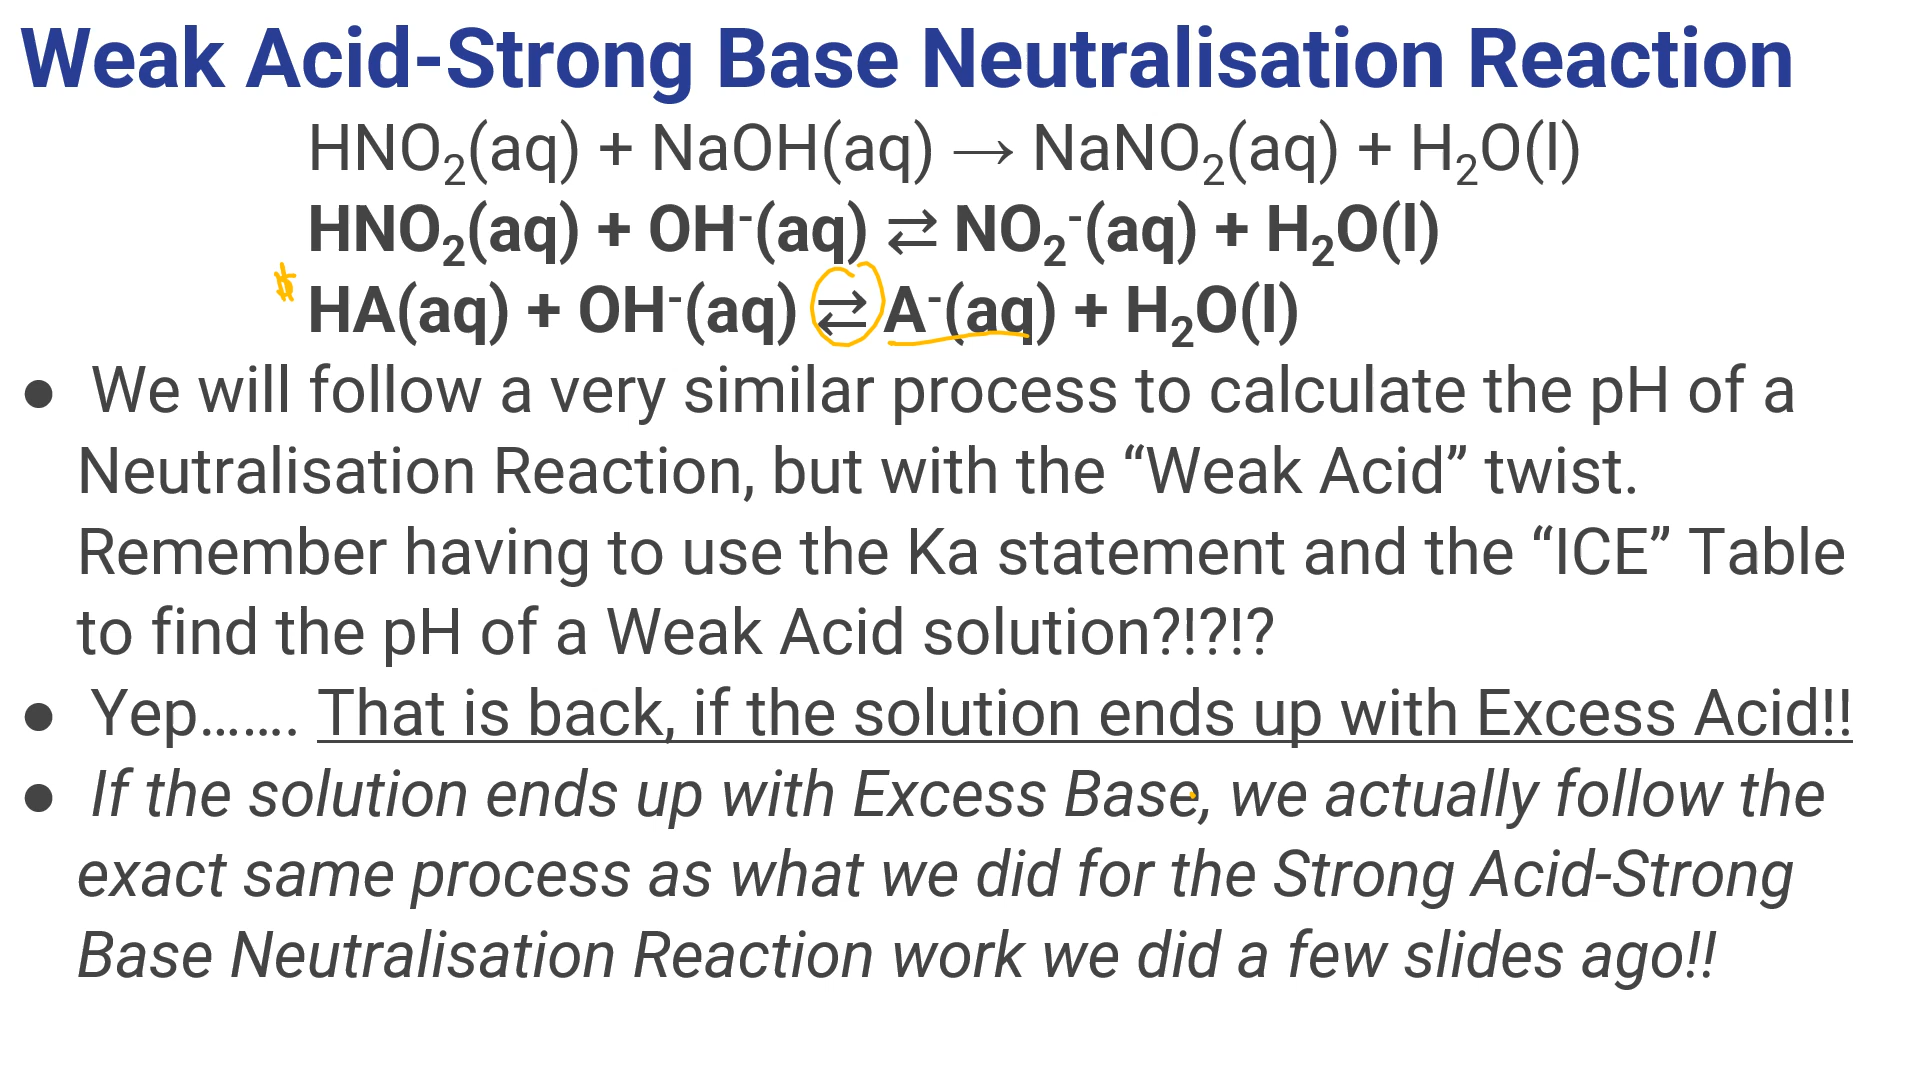 Weak Acid-Strong Base Neutralisation Reaction
HNO₂(aq) + NaOH(aq) → NaNO₂(aq) + H₂O(l)
HNO₂(aq) + OH⁻(aq) ⇄ NO₂⁻(aq) + H₂O(l)
HA(aq) + OH⁻(aq) ⇄ A⁻(aq) + H₂O(l)
● We will follow a very similar process to calculate the pH of a
Neutralisation Reaction, but with the “Weak Acid” twist.
Remember having to use the Ka statement and the “ICE” Table
to find the pH of a Weak Acid solution?!?!?
● Yep....... That is back, if the solution ends up with Excess Acid!!
● If the solution ends up with Excess Base, we actually follow the
exact same process as what we did for the Strong Acid-Strong
Base Neutralisation Reaction work we did a few slides ago!!